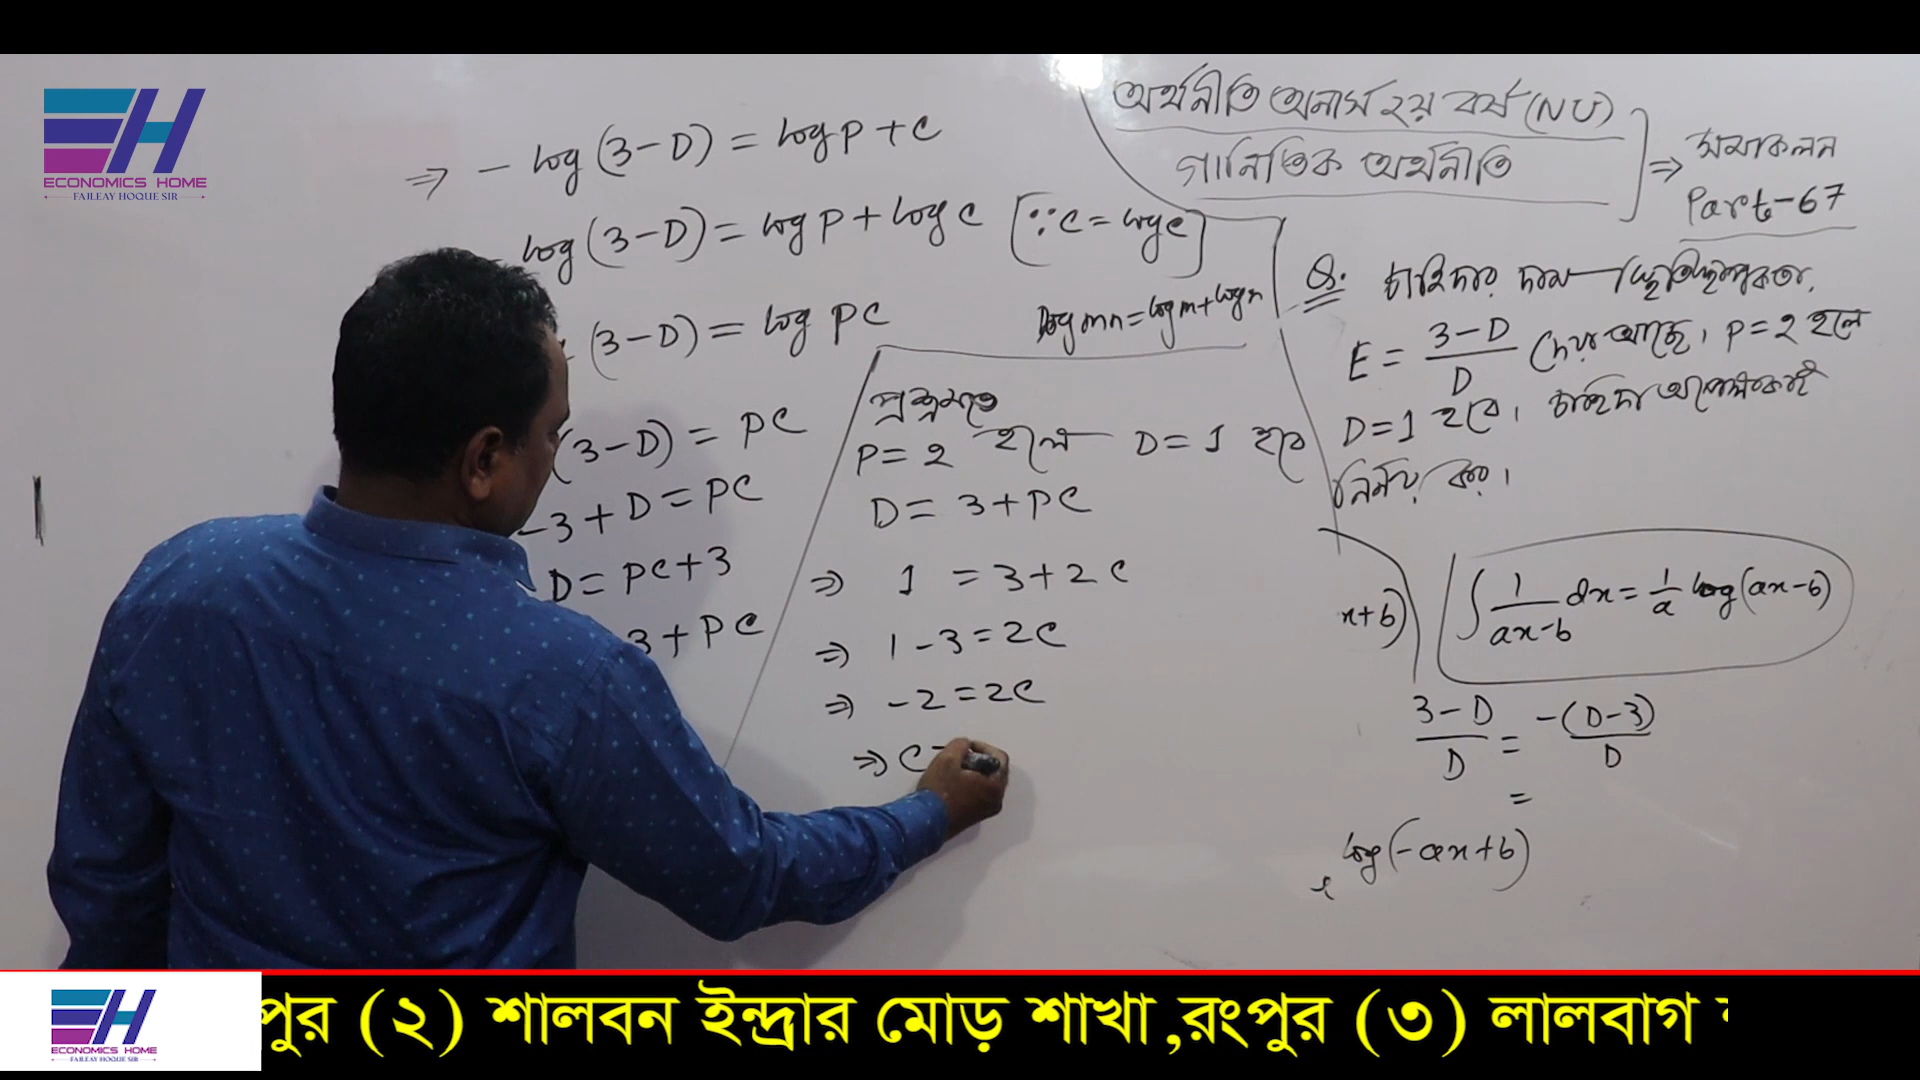 EH
ECONOMICS HOME
FAJLEAY HOQUE SIR
অর্থনীতি অনার্স ২য় বর্ষ (NU)
গানিতিক অর্থনীতি
⇒ সমাকলন
Part-67
⇒ - log(3-D) = log P + C
- log(3-D) = log P + log C [∵ C = log C]
(3-D) = log PC
log mn = log m + log n
(3-D) = PC
-3 + D = PC
D = PC + 3
3 + PC
প্রশ্নমতে
P = 2 হলে D = 1 হবে
D = 3 + PC
⇒ 1 = 3 + 2C
⇒ 1 - 3 = 2C
⇒ -2 = 2C
⇒ C =
Q. চাহিদার দাম স্থিতিস্থাপকতা,
E = (3-D)/D দেয়া আছে। P = 2 হলে
D = 1 হবে। চাহিদা অপেক্ষকটি
নির্ণয় কর।
x+b)
∫ 1/(ax-b) dx = 1/a log(ax-b)
(3-D)/D = -(D-3)/D
=
log(-ax+b)
EH
ECONOMICS HOME
FAJLEAY HOQUE SIR
পুর (২) শালবন ইন্দ্রার মোড় শাখা,রংপুর (৩) লালবাগ